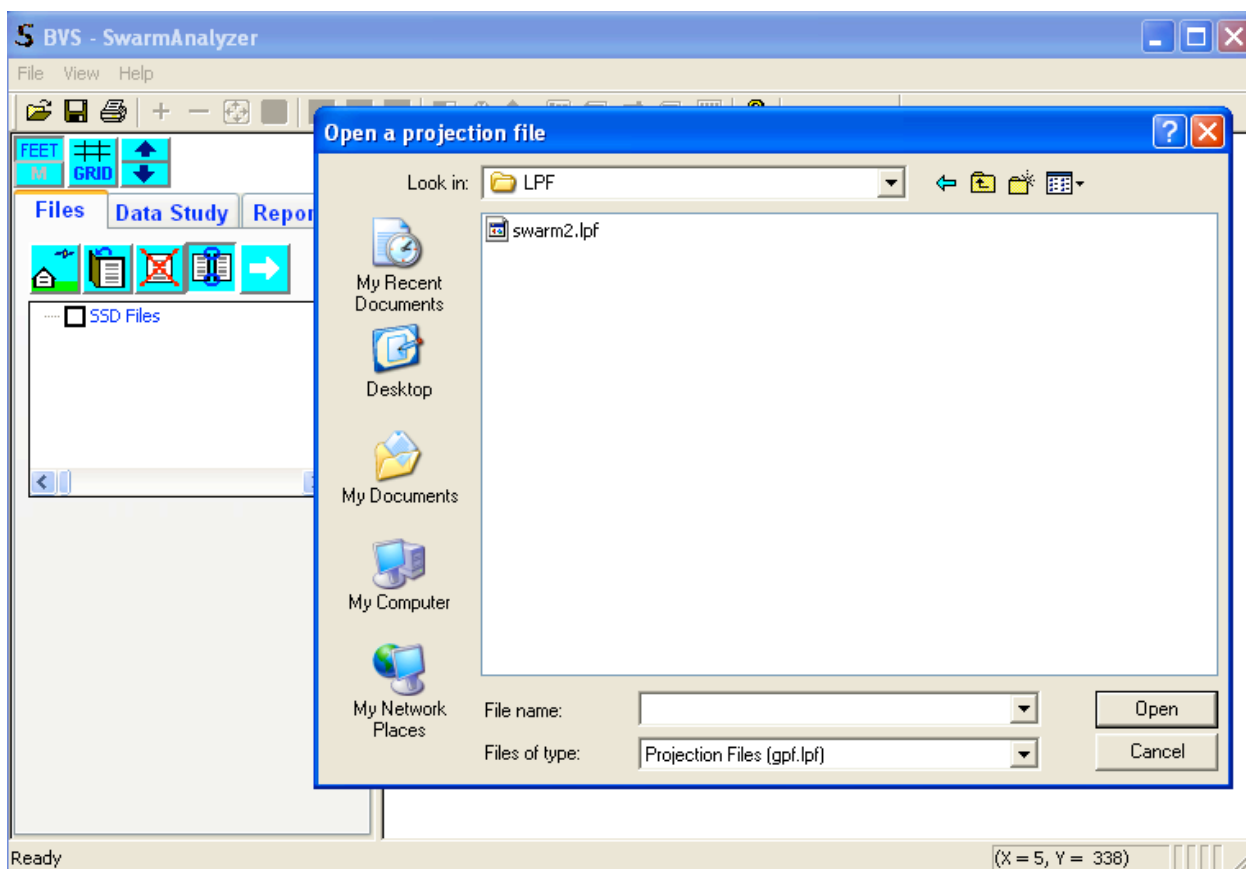 BVS - SwarmAnalyzer
File View Help
FEET
M
GRID
Files Data Study Repor
SSD Files
Open a projection file
Look in: LPF
swarm2.lpf
My Recent
Documents
Desktop
My Documents
My Computer
My Network
Places
File name:
Open
Files of type: Projection Files (gpf.lpf)
Cancel
Ready
(X = 5, Y = 338)